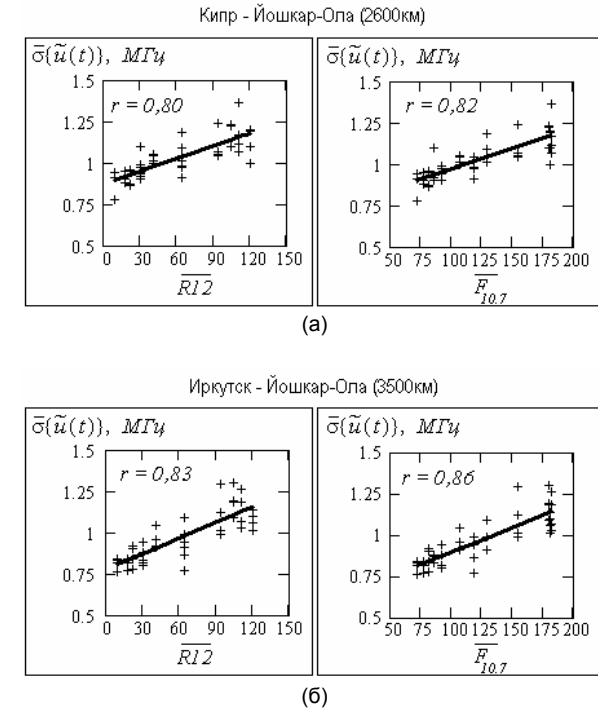 Кипр - Йошкар-Ола (2600км)
σ̄{ũ(t)}, МГц
1.5
1.25
1
0.75
0.5
r = 0,80
0 30 60 90 120 150
R12
σ̄{ũ(t)}, МГц
1.5
1.25
1
0.75
0.5
r = 0,82
50 75 100 125 150 175 200
F10.7
(а)
Иркутск - Йошкар-Ола (3500км)
σ̄{ũ(t)}, МГц
1.5
1.25
1
0.75
0.5
r = 0,83
0 30 60 90 120 150
R12
σ̄{ũ(t)}, МГц
1.5
1.25
1
0.75
0.5
r = 0,86
50 75 100 125 150 175 200
F10.7
(б)